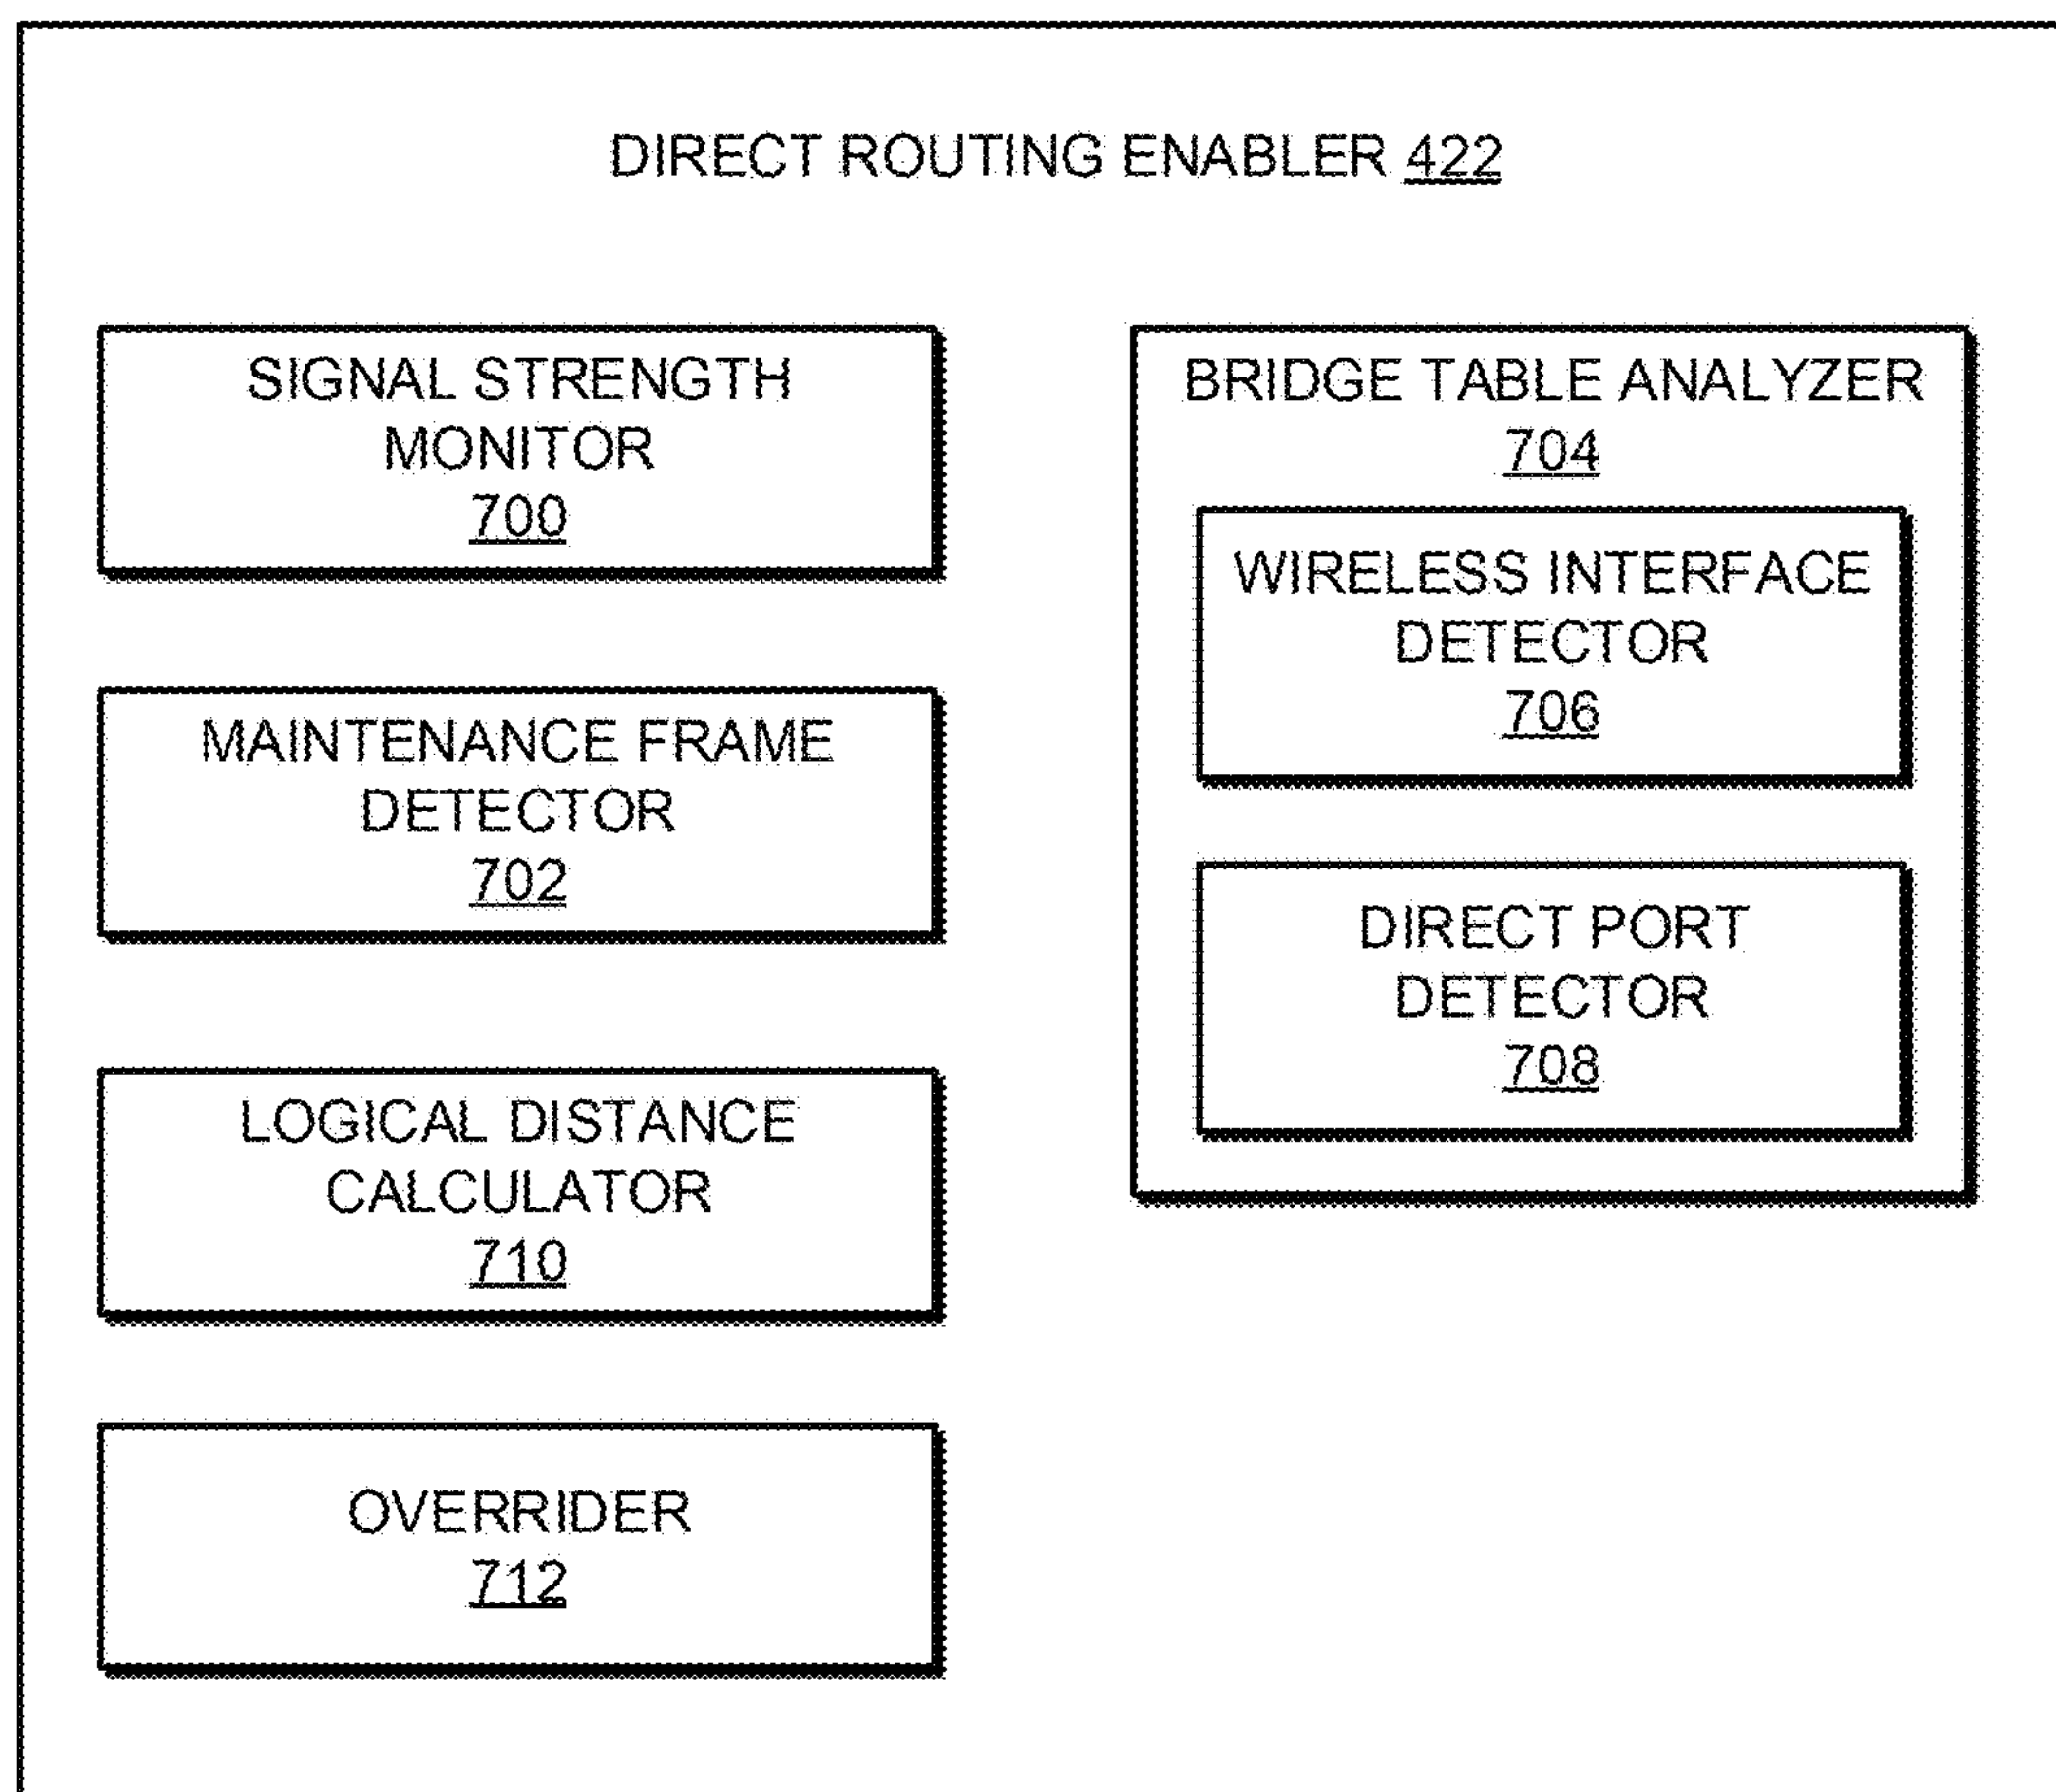 DIRECT ROUTING ENABLER 422
SIGNAL STRENGTH
MONITOR
700
MAINTENANCE FRAME
DETECTOR
702
LOGICAL DISTANCE
CALCULATOR
710
OVERRIDER
712
BRIDGE TABLE ANALYZER
704
WIRELESS INTERFACE
DETECTOR
706
DIRECT PORT
DETECTOR
708